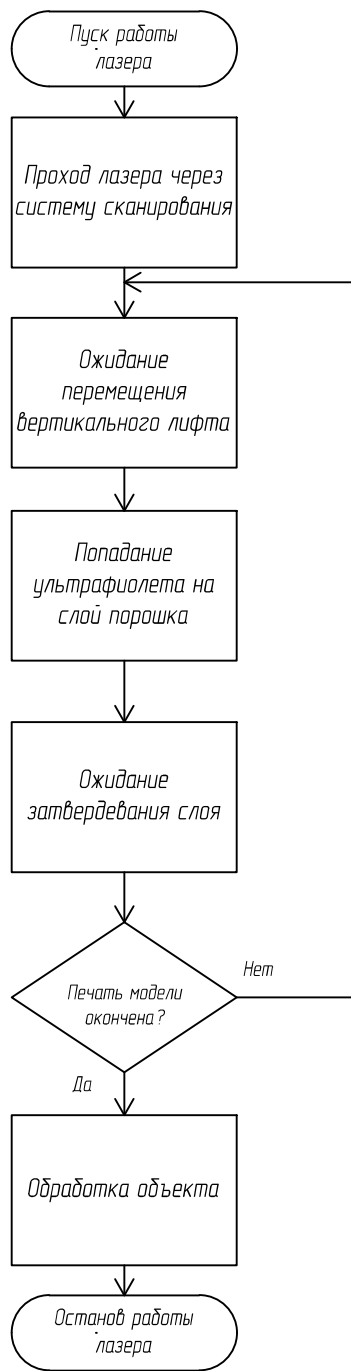 Пуск работы
лазера
Проход лазера через
систему сканирования
Ожидание
перемещения
вертикального лифта
Попадание
ультрафиолета на
слой порошка
Ожидание
затвердевания слоя
Печать модели
окончена?
Нет
Да
Обработка объекта
Останов работы
лазера